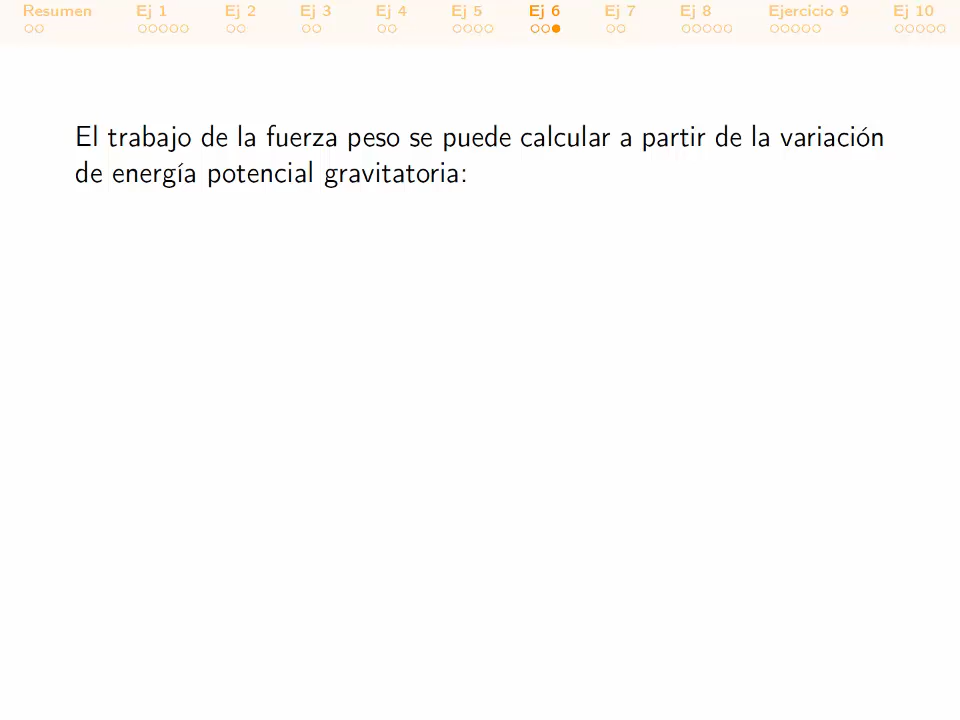 Resumen Ej 1 Ej 2 Ej 3 Ej 4 Ej 5 Ej 6 Ej 7 Ej 8 Ejercicio 9 Ej 10
El trabajo de la fuerza peso se puede calcular a partir de la variación
de energía potencial gravitatoria: